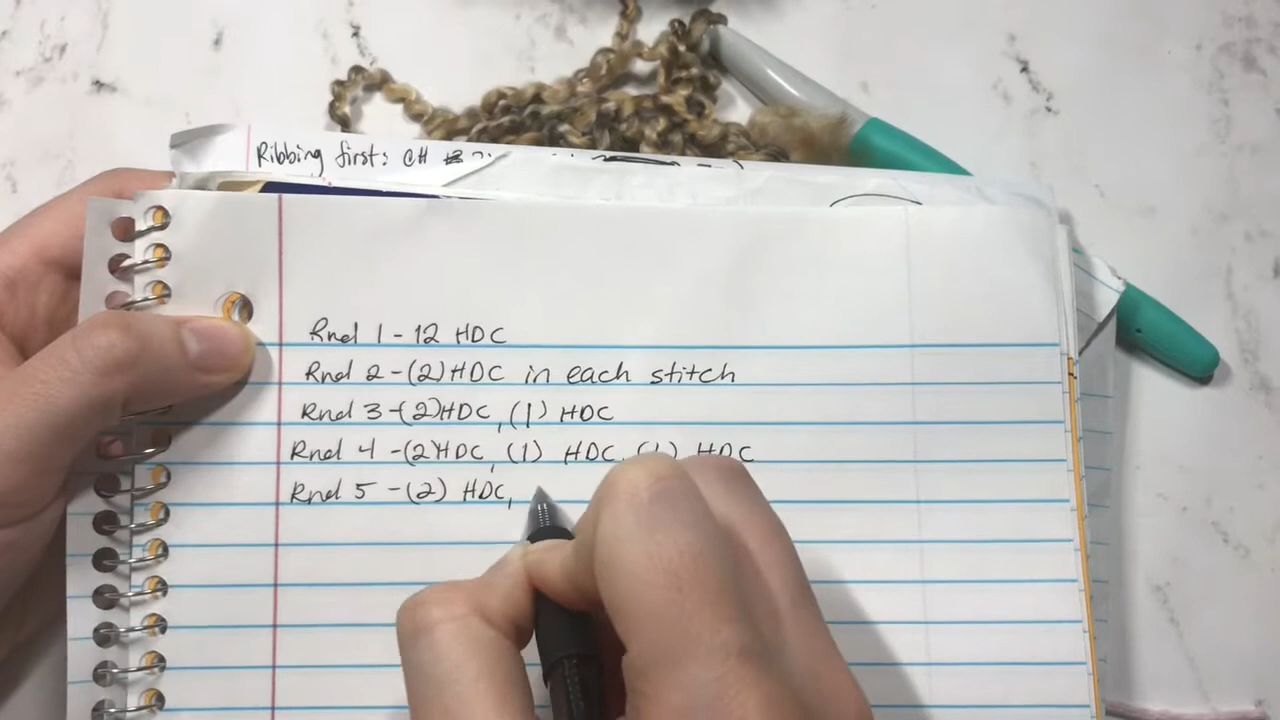 Ribbing first: CH
Rnd 1 - 12 HDC
Rnd 2 - (2) HDC in each stitch
Rnd 3 - (2) HDC, (1) HDC
Rnd 4 - (2) HDC, (1) HDC, (1) HDC
Rnd 5 - (2) HDC,